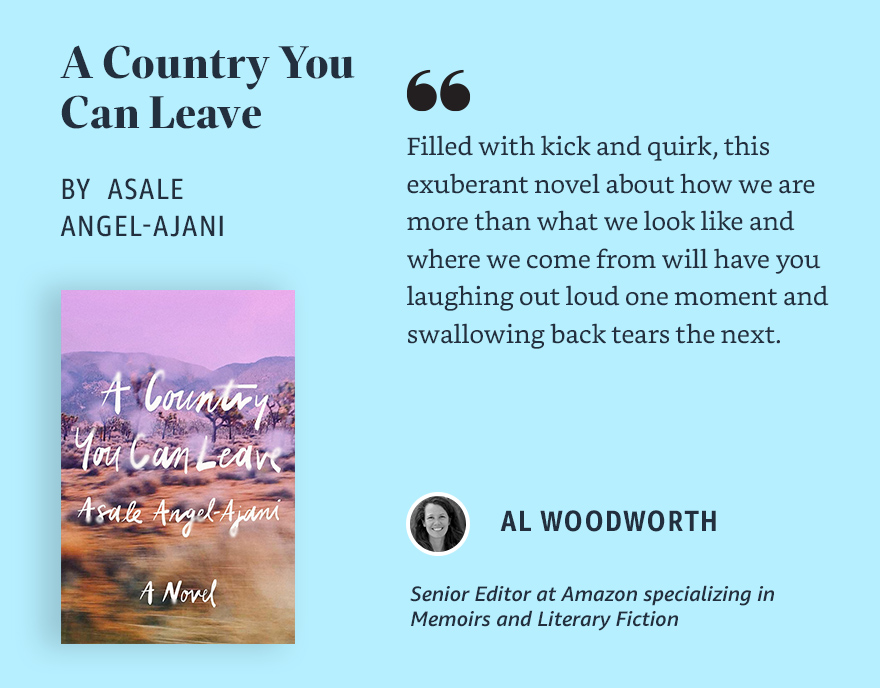 A Country You
Can Leave
BY ASALE
ANGEL-AJANI
A Country
You Can Leave
Asale Angel-Ajani
A Novel
“
Filled with kick and quirk, this
exuberant novel about how we are
more than what we look like and
where we come from will have you
laughing out loud one moment and
swallowing back tears the next.
AL WOODWORTH
Senior Editor at Amazon specializing in
Memoirs and Literary Fiction